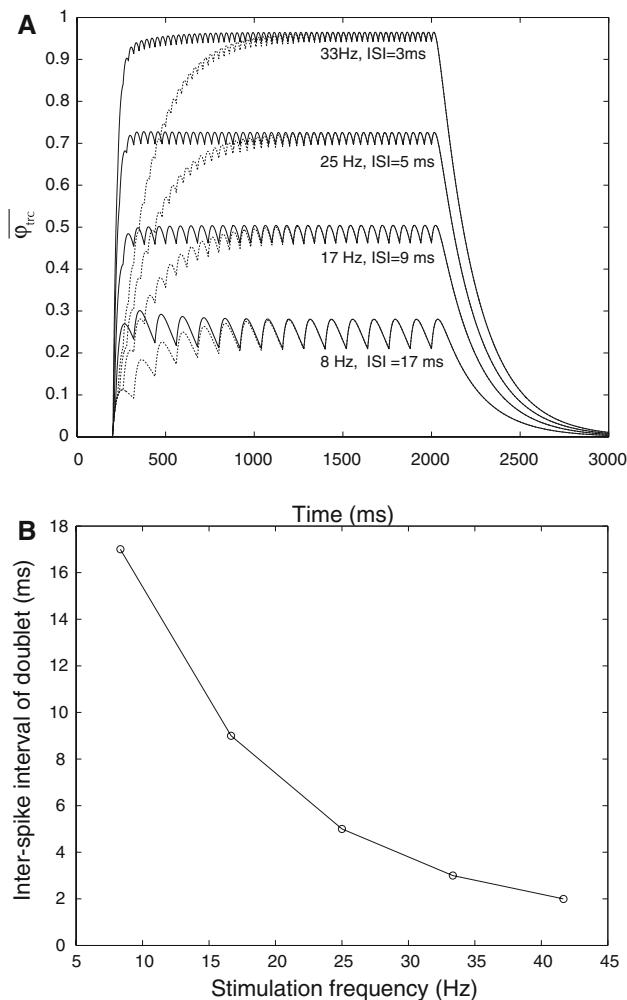 A
1
0.9
0.8
0.7
0.6
0.5
0.4
0.3
0.2
0.1
0
φtrc
33Hz, ISI=3ms
25 Hz, ISI=5 ms
17 Hz, ISI=9 ms
8 Hz, ISI =17 ms
0 500 1000 1500 2000 2500 3000
Time (ms)
B
18
16
14
12
10
8
6
4
2
0
Inter-spike interval of doublet (ms)
5 10 15 20 25 30 35 40 45
Stimulation frequency (Hz)